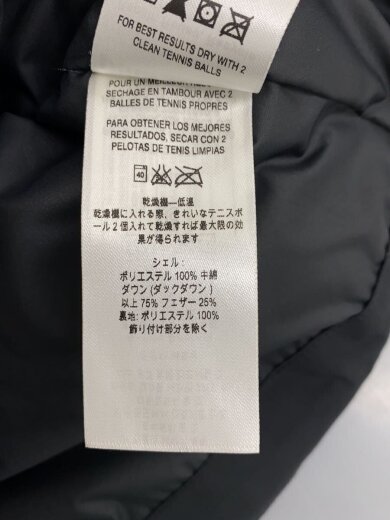 FOR BEST RESULTS DRY WITH 2
CLEAN TENNIS BALLS
POUR UN MEILLEUR
SECHAGE EN TAMBOUR AVEC 2
BALLES DE TENNIS PROPRES
PARA OBTENER LOS MEJORES
RESULTADOS, SECAR CON 2
PELOTAS DE TENIS LIMPIAS
40
乾燥機—低温
乾燥機に入れる際、きれいなテニスボ
ール２個入れて乾燥すれば最大限の効
果が得られます
シェル：
ポリエステル 100% 中綿
ダウン (ダックダウン )
以上 75% フェザー 25%
裏地: ポリエステル 100%
飾り付け部分を除く